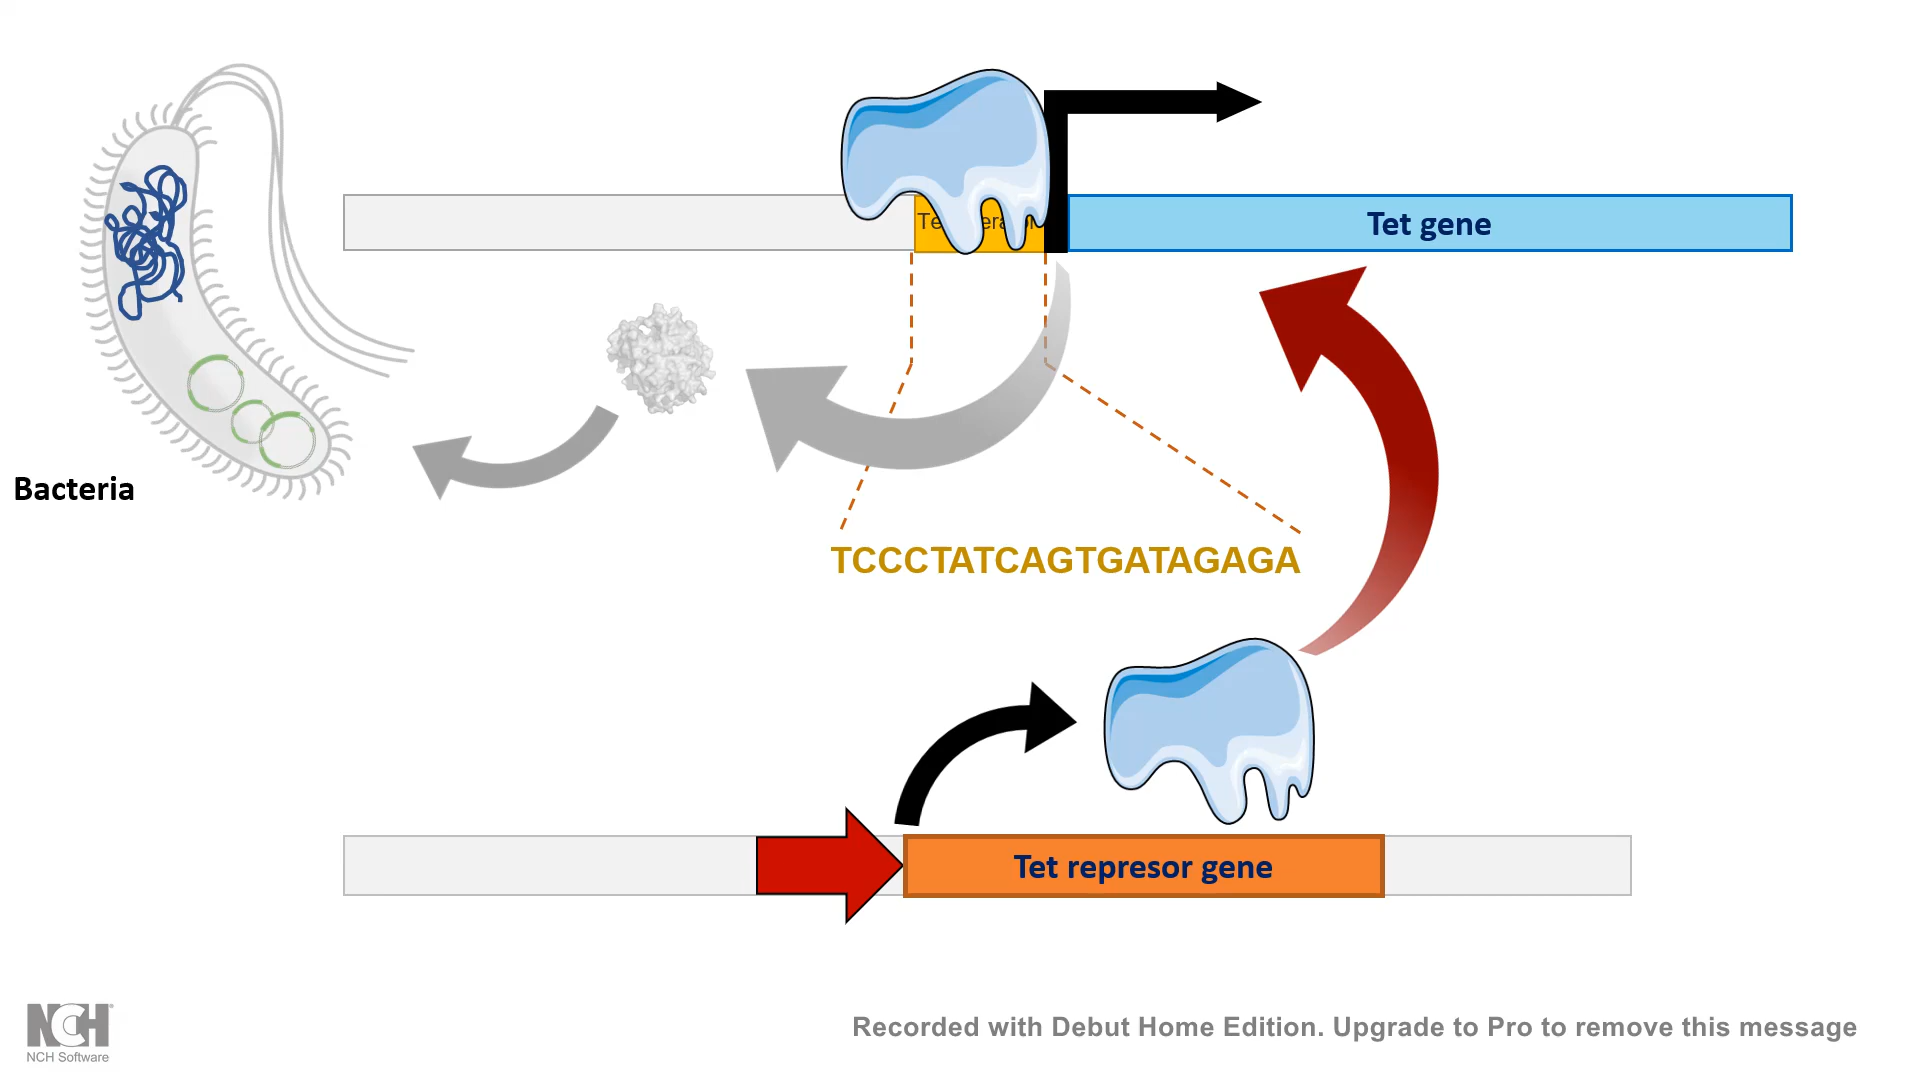 Tet gene
Bacteria
TCCCTATCAGTGATAGAGA
Tet represor gene
NCH
NCH Software
Recorded with Debut Home Edition. Upgrade to Pro to remove this message